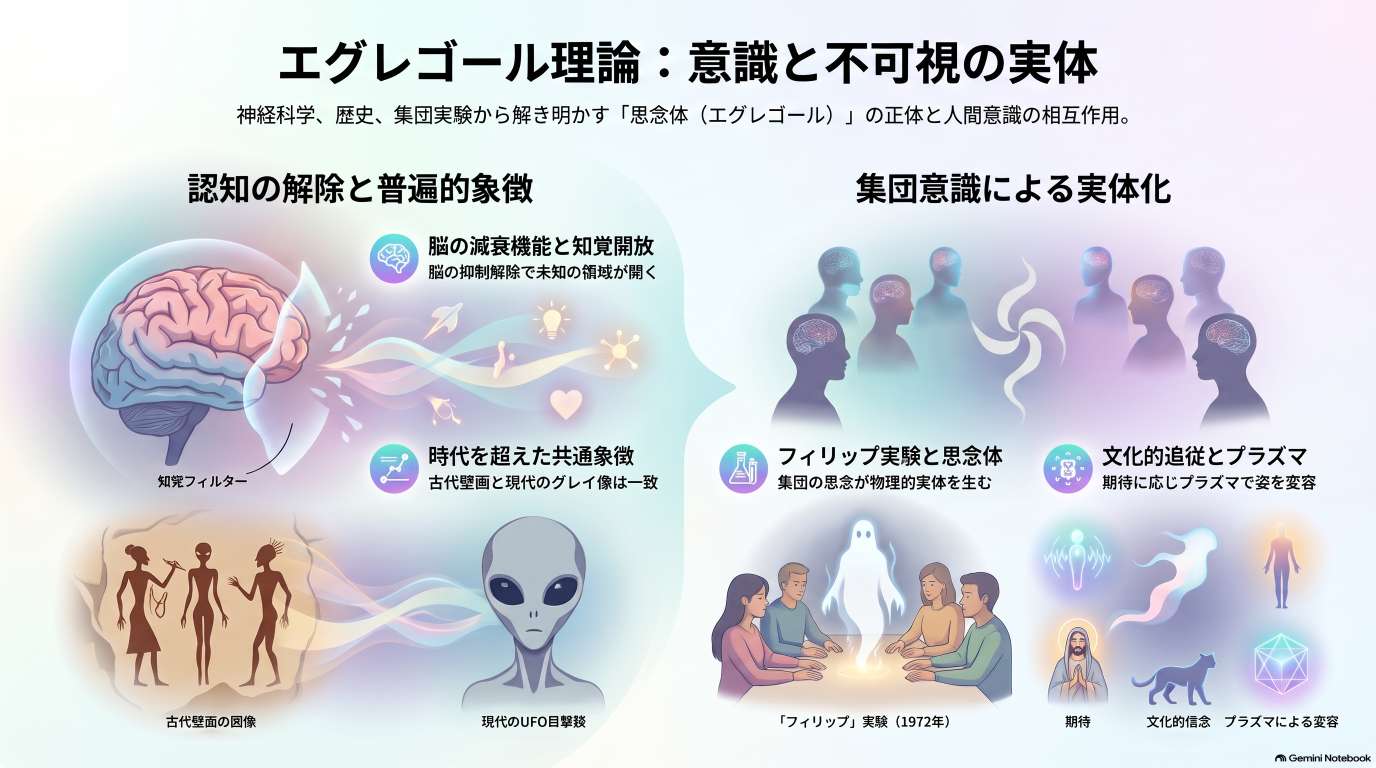 エグレゴール理論：意識と不可視の実体
神経科学、歴史、集団実験から解き明かす「思念体（エグレゴール）」の正体と人間意識の相互作用。
認知の解除と普遍的象徴
脳の減衰機能と知覚開放
脳の抑制解除で未知の領域が開く
知覚フィルター
時代を超えた共通象徴
古代壁画と現代のグレイ像は一致
古代壁面の図像
現代のUFO目撃談
集団意識による実体化
フィリップ実験と思念体
集団の思念が物理的実体を生む
「フィリップ」実験（1972年）
文化的追従とプラズマ
期待に応じプラズマで姿を変容
期待
文化的信念
プラズマによる変容
Gemini Notebook